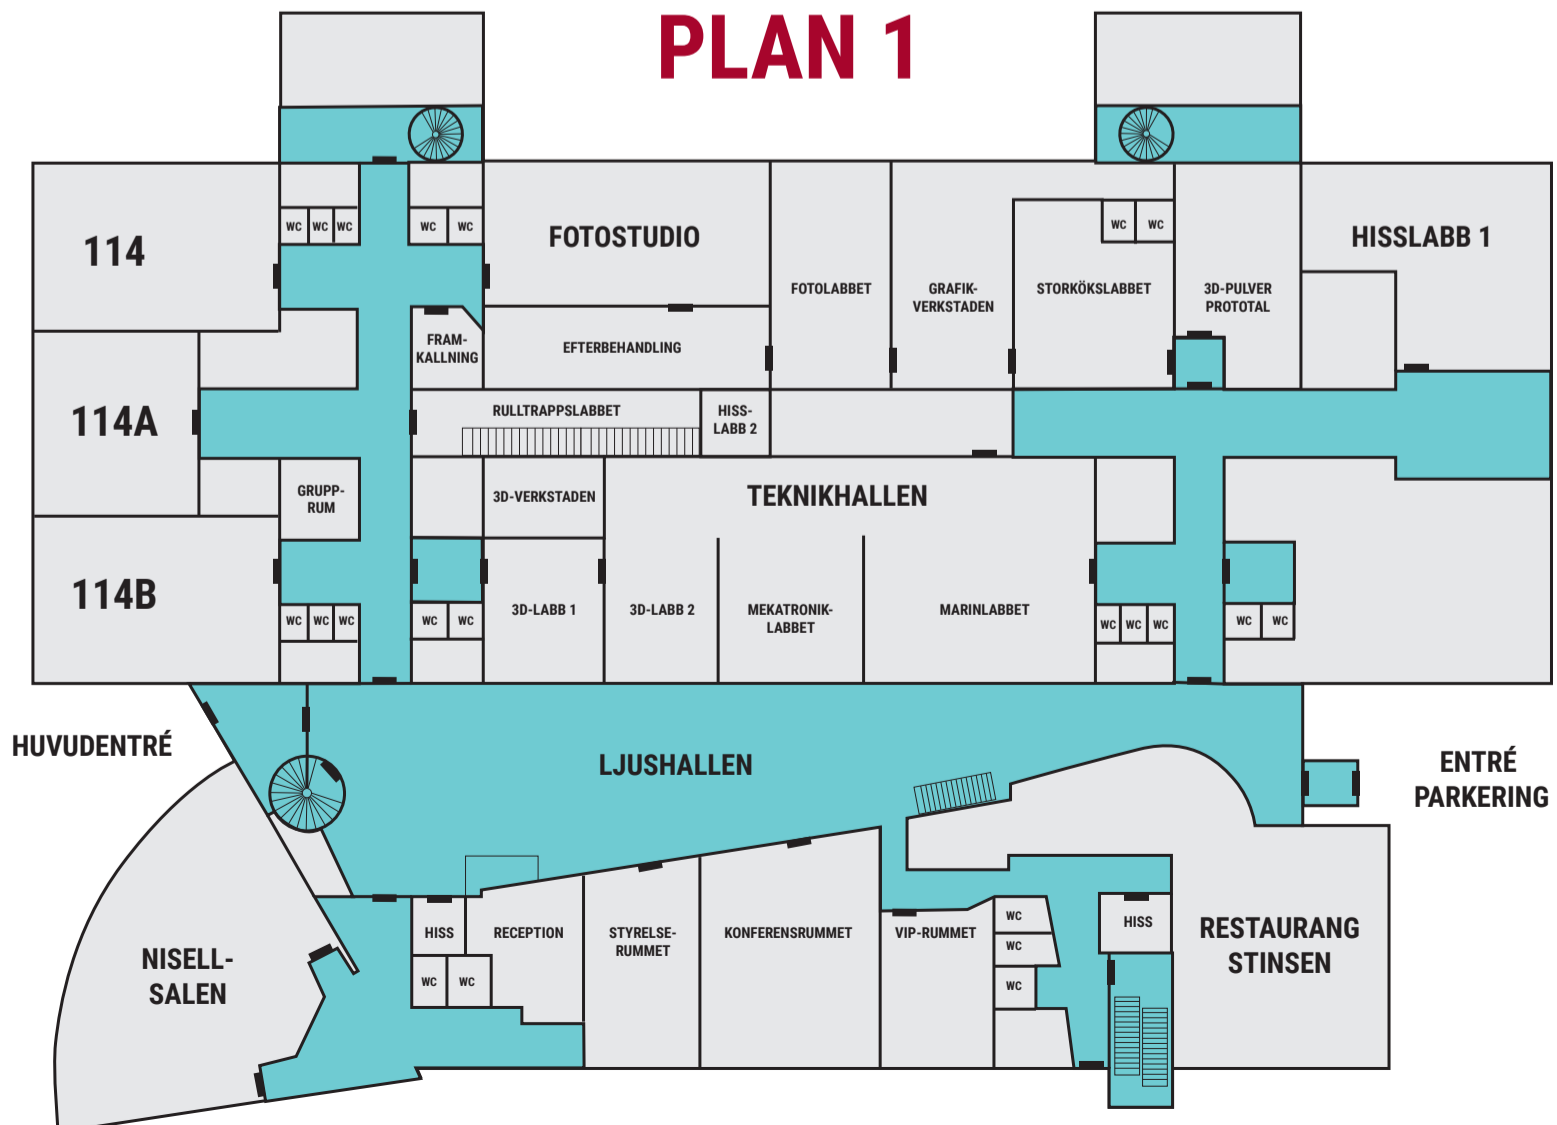 PLAN 1
114
WC
WC
WC
WC
WC
FOTOSTUDIO
FOTOLABBET
GRAFIK-
VERKSTADEN
STORKÖKSLABBET
WC
WC
3D-PULVER
PROTOTAL
HISSLABB 1
FRAM-
KALLNING
EFTERBEHANDLING
114A
RULLTRAPPSLABBET
HISS-
LABB 2
GRUPP-
RUM
3D-VERKSTADEN
TEKNIKHALLEN
114B
WC
WC
WC
WC
WC
3D-LABB 1
3D-LABB 2
MEKATRONIK-
LABBET
MARINLABBET
WC
WC
WC
WC
WC
HUVUDENTRÉ
LJUSHALLEN
ENTRÉ
PARKERING
NISELL-
SALEN
HISS
RECEPTION
WC
WC
STYRELSE-
RUMMET
KONFERENSRUMMET
VIP-RUMMET
WC
WC
WC
HISS
RESTAURANG
STINSEN